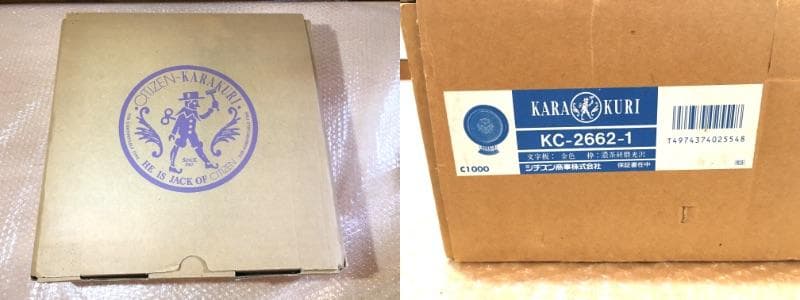 CITIZEN-KARAKURI
SINCE
HE IS JACK OF CITIZEN
KARA KURI
KC-2662-1
文字板: 金色 枠: 濃茶研磨光沢
シチズン商事株式会社 保証書在中
C1000
T4974374025548